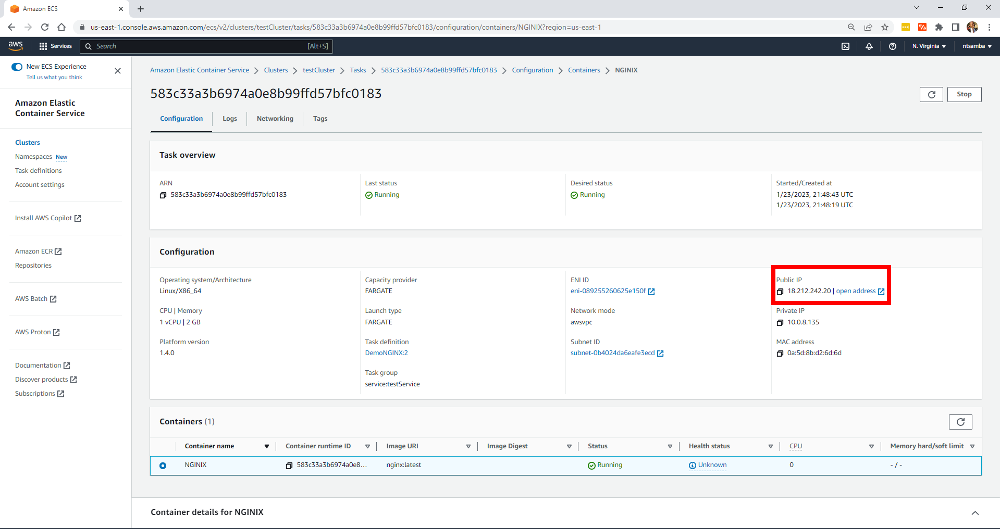 Amazon ECS
us-east-1.console.aws.amazon.com/ecs/v2/clusters/testCluster/tasks/583c33a3b6974a0e8b99ffd57bfc0183/configuration/containers/NGINIX?region=us-east-1
aws Services Search [Alt+S] N. Virginia ntsamba
New ECS Experience
Tell us what you think
Amazon Elastic
Container Service
Clusters
Namespaces New
Task definitions
Account settings
Install AWS Copilot
Amazon ECR
Repositories
AWS Batch
AWS Proton
Documentation
Discover products
Subscriptions
Amazon Elastic Container Service Clusters testCluster Tasks 583c33a3b6974a0e8b99ffd57bfc0183 Configuration Containers NGINIX
583c33a3b6974a0e8b99ffd57bfc0183
Stop
Configuration Logs Networking Tags
Task overview
ARN
583c33a3b6974a0e8b99ffd57bfc0183
Last status
Running
Desired status
Running
Started/Created at
1/23/2023, 21:48:43 UTC
1/23/2023, 21:48:19 UTC
Configuration
Operating system/Architecture
Linux/X86_64
CPU | Memory
1 vCPU | 2 GB
Platform version
1.4.0
Capacity provider
FARGATE
Launch type
FARGATE
Task definition
DemoNGINX:2
Task group
service:testService
ENI ID
eni-089255260625e150f
Network mode
awsvpc
Subnet ID
subnet-0b4024da6eafe3ecd
Public IP
18.212.242.20 | open address
Private IP
10.0.8.135
MAC address
0a:5d:8b:d2:6d:6d
Containers (1)
Container name Container runtime ID Image URI Image Digest Status Health status CPU Memory hard/soft limit
NGINIX 583c33a3b6974a0e8... nginx:latest Running Unknown 0 - / -
Container details for NGINIX